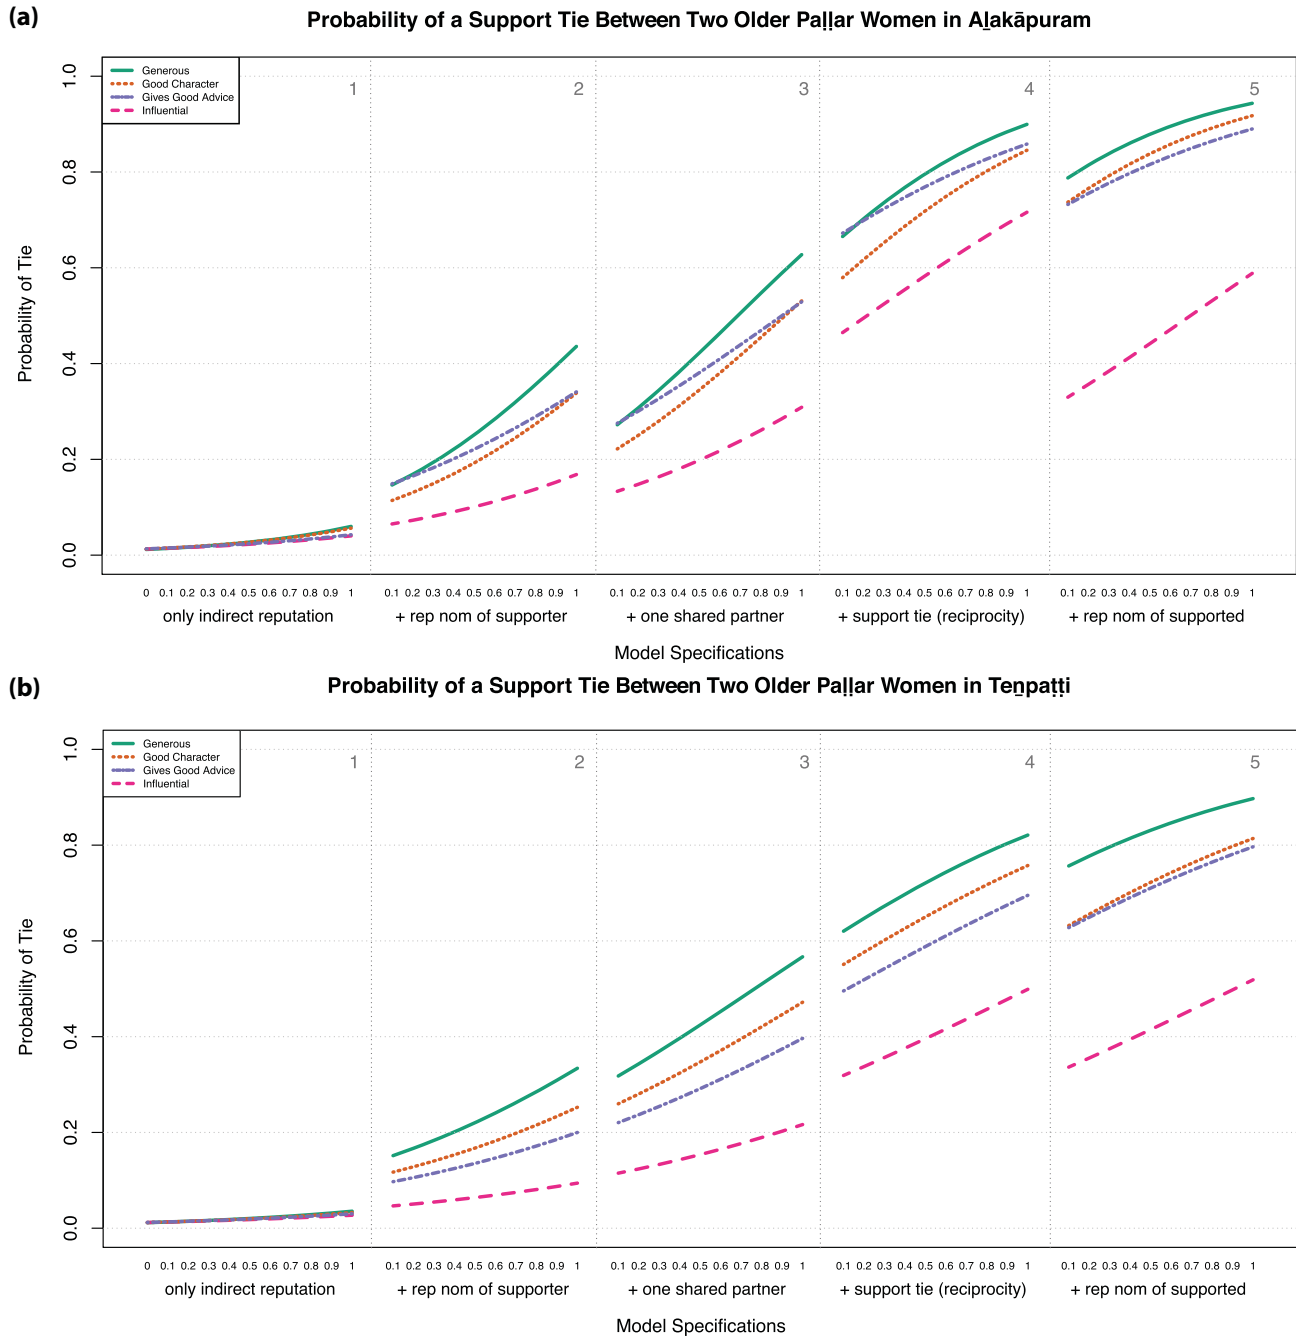 (a)
Probability of a Support Tie Between Two Older Paḷḷar Women in Aḻakāpuram
Generous
Good Character
Gives Good Advice
Influential
1 2 3 4 5
1.0
0.8
0.6
0.4
0.2
0.0
Probability of Tie
0 0.1 0.2 0.3 0.4 0.5 0.6 0.7 0.8 0.9 1 0.1 0.2 0.3 0.4 0.5 0.6 0.7 0.8 0.9 1 0.1 0.2 0.3 0.4 0.5 0.6 0.7 0.8 0.9 1 0.1 0.2 0.3 0.4 0.5 0.6 0.7 0.8 0.9 1 0.1 0.2 0.3 0.4 0.5 0.6 0.7 0.8 0.9 1
only indirect reputation + rep nom of supporter + one shared partner + support tie (reciprocity) + rep nom of supported
Model Specifications
(b)
Probability of a Support Tie Between Two Older Paḷḷar Women in Teṉpaṭṭi
Generous
Good Character
Gives Good Advice
Influential
1 2 3 4 5
1.0
0.8
0.6
0.4
0.2
0.0
Probability of Tie
0 0.1 0.2 0.3 0.4 0.5 0.6 0.7 0.8 0.9 1 0.1 0.2 0.3 0.4 0.5 0.6 0.7 0.8 0.9 1 0.1 0.2 0.3 0.4 0.5 0.6 0.7 0.8 0.9 1 0.1 0.2 0.3 0.4 0.5 0.6 0.7 0.8 0.9 1 0.1 0.2 0.3 0.4 0.5 0.6 0.7 0.8 0.9 1
only indirect reputation + rep nom of supporter + one shared partner + support tie (reciprocity) + rep nom of supported
Model Specifications